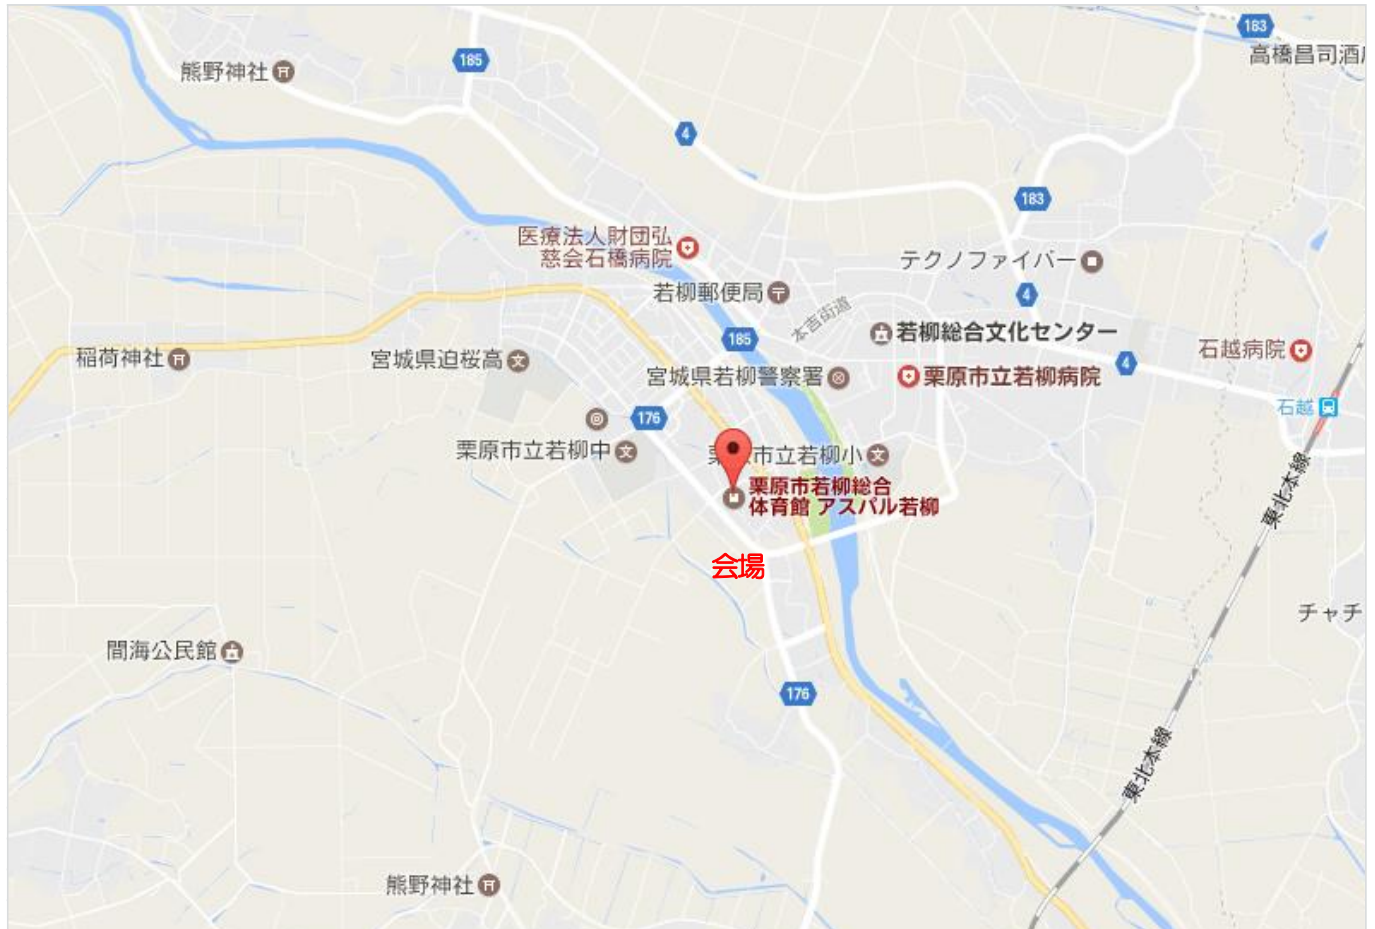 183
高橋昌司酒
185
熊野神社
4
183
医療法人財団弘
慈会石橋病院
テクノファイバー
若柳郵便局
4
本吉街道
若柳総合文化センター
185
石越病院
稲荷神社
宮城県迫桜高
4
宮城県若柳警察署
栗原市立若柳病院
石越
176
栗原市立若柳中
市立若柳小
栗原市若柳総合
体育館 アスパル若柳
東北本線
会場
チャチ
間海公民館
176
東北本線
熊野神社